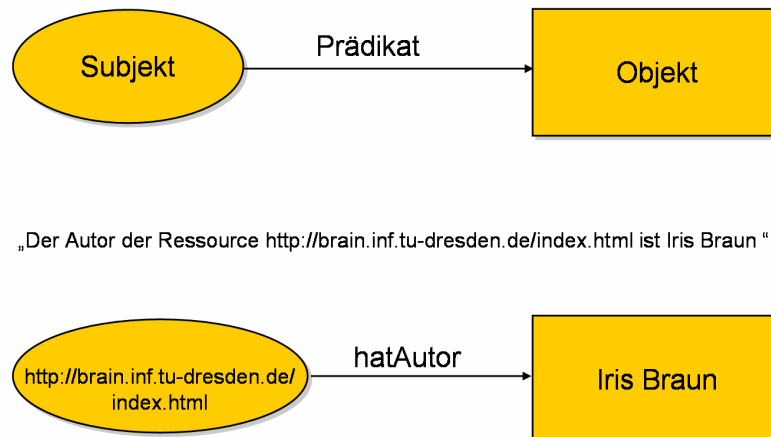 Prädikat
Subjekt
Objekt
„Der Autor der Ressource http://brain.inf.tu-dresden.de/index.html ist Iris Braun “
hatAutor
http://brain.inf.tu-dresden.de/
index.html
Iris Braun